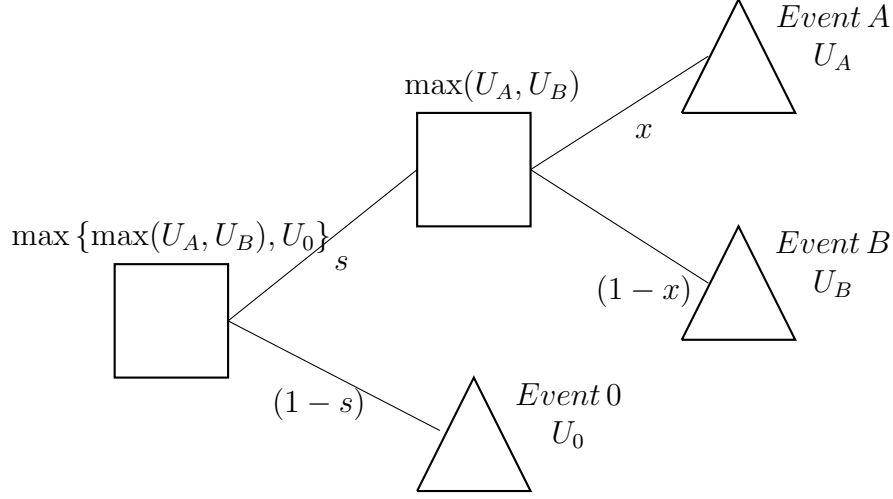 Event A
U_A
max(U_A, U_B)
x
max {max(U_A, U_B), U_0}
s
Event B
U_B
(1 − x)
(1 − s)
Event 0
U_0